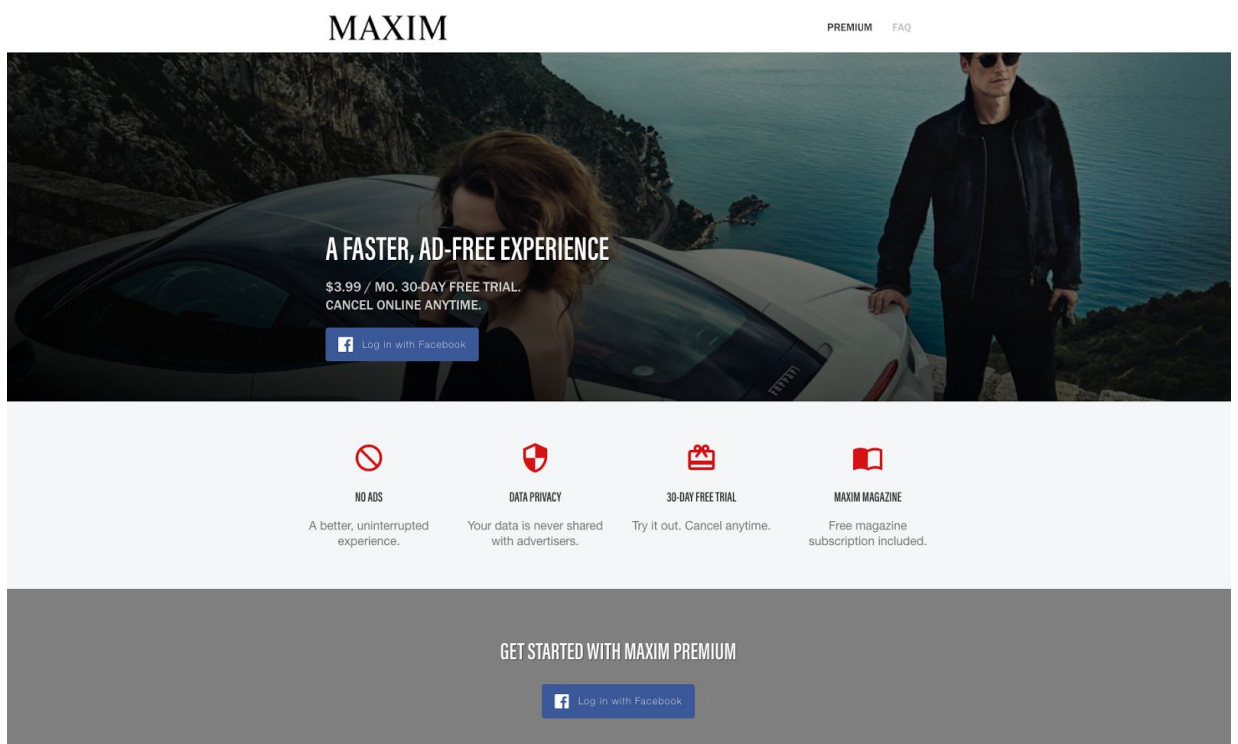 MAXIM
PREMIUM FAQ
A FASTER, AD-FREE EXPERIENCE
$3.99 / MO. 30-DAY FREE TRIAL.
CANCEL ONLINE ANYTIME.
Log in with Facebook
Ferrari
NO ADS
A better, uninterrupted
experience.
DATA PRIVACY
Your data is never shared
with advertisers.
30-DAY FREE TRIAL
Try it out. Cancel anytime.
MAXIM MAGAZINE
Free magazine
subscription included.
GET STARTED WITH MAXIM PREMIUM
Log in with Facebook